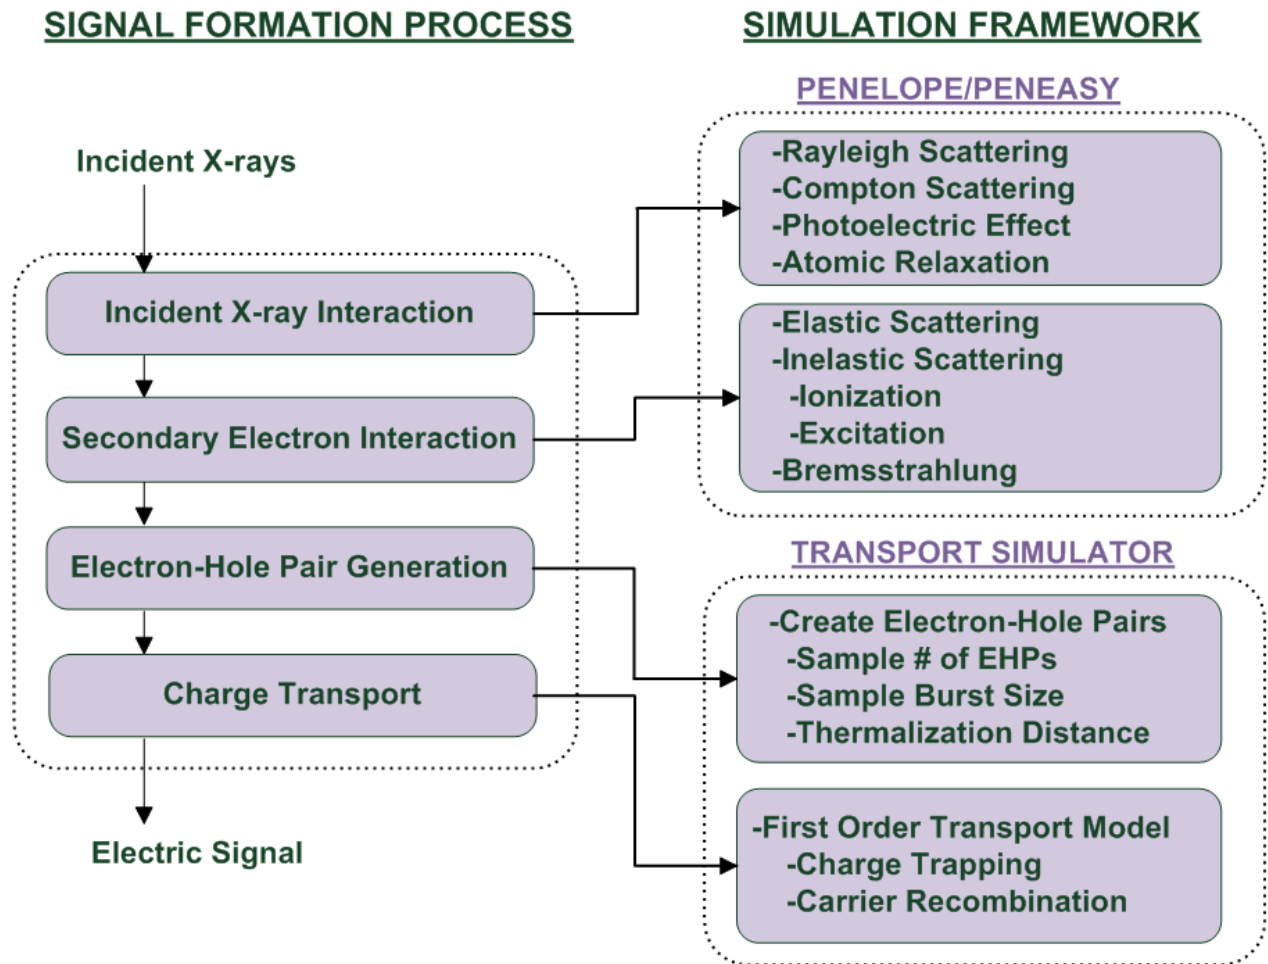 SIGNAL FORMATION PROCESS
Incident X-rays
Incident X-ray Interaction
Secondary Electron Interaction
Electron-Hole Pair Generation
Charge Transport
Electric Signal
SIMULATION FRAMEWORK
PENELOPE/PENEASY
-Rayleigh Scattering
-Compton Scattering
-Photoelectric Effect
-Atomic Relaxation
-Elastic Scattering
-Inelastic Scattering
-Ionization
-Excitation
-Bremsstrahlung
TRANSPORT SIMULATOR
-Create Electron-Hole Pairs
-Sample # of EHPs
-Sample Burst Size
-Thermalization Distance
-First Order Transport Model
-Charge Trapping
-Carrier Recombination